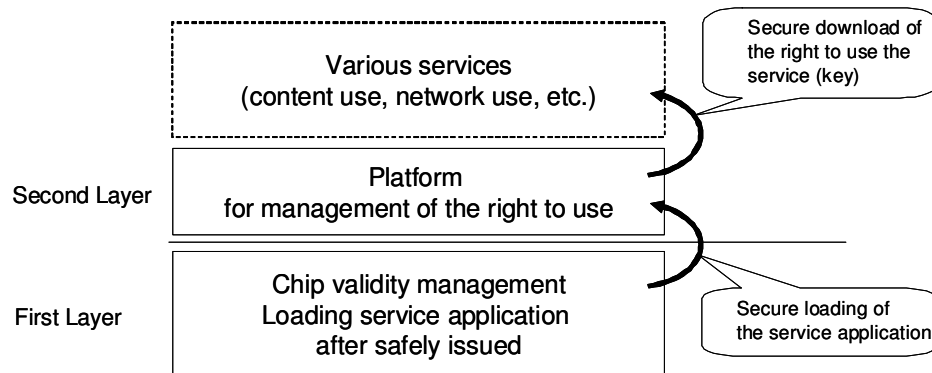 Secure download of
the right to use the
service (key)
Various services
(content use, network use, etc.)
Second Layer
Platform
for management of the right to use
First Layer
Chip validity management
Loading service application
after safely issued
Secure loading of
the service application